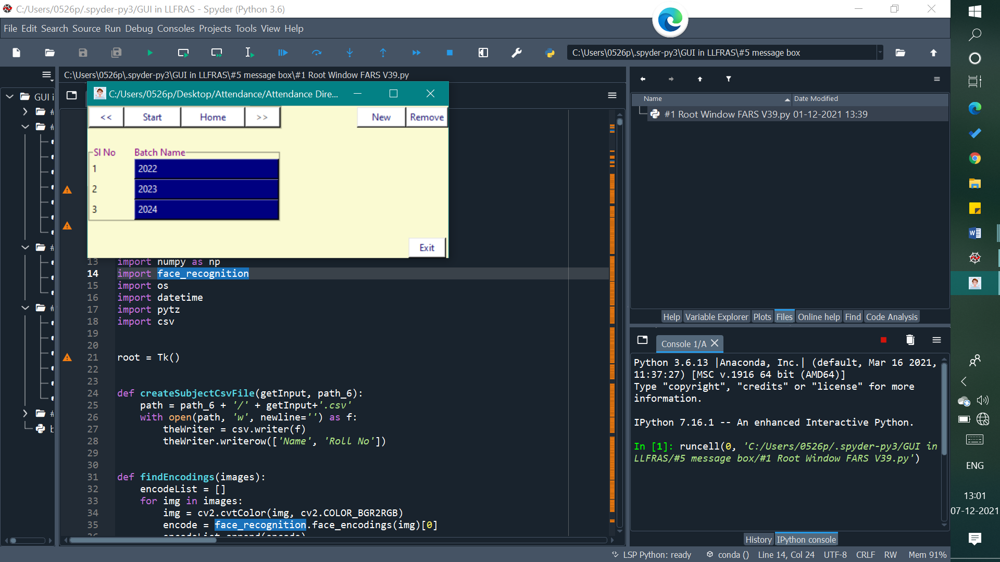 C:/Users/0526p/.spyder-py3/GUI in LLFRAS - Spyder (Python 3.6)
File Edit Search Source Run Debug Consoles Projects Tools View Help
C:\Users\0526p\.spyder-py3\GUI in LLFRAS\#5 message box
C:\Users\0526p\.spyder-py3\GUI in LLFRAS\#5 message box\#1 Root Window FARS V39.py
GUI i
#
#
#
#
#
C:/Users/0526p/Desktop/Attendance/Attendance Dire...
<< Start Home >> New Remove
Sl No Batch Name
1 2022
2 2023
3 2024
Exit
13 import numpy as np
14 import face_recognition
15 import os
16 import datetime
17 import pytz
18 import csv
19
20
21 root = Tk()
22
23
24 def createSubjectCsvFile(getInput, path_6):
25 path = path_6 + '/' + getInput+'.csv'
26 with open(path, 'w', newline='') as f:
27 theWriter = csv.writer(f)
28 theWriter.writerow(['Name', 'Roll No'])
29
30
31 def findEncodings(images):
32 encodeList = []
33 for img in images:
34 img = cv2.cvtColor(img, cv2.COLOR_BGR2RGB)
35 encode = face_recognition.face_encodings(img)[0]
Name Date Modified
#1 Root Window FARS V39.py 01-12-2021 13:39
Help Variable Explorer Plots Files Online help Find Code Analysis
Console 1/A
Python 3.6.13 |Anaconda, Inc.| (default, Mar 16 2021,
11:37:27) [MSC v.1916 64 bit (AMD64)]
Type "copyright", "credits" or "license" for more
information.
IPython 7.16.1 -- An enhanced Interactive Python.
In [1]: runcell(0, 'C:/Users/0526p/.spyder-py3/GUI in
LLFRAS/#5 message box/#1 Root Window FARS V39.py')
History IPython console
LSP Python: ready conda () Line 14, Col 24 UTF-8 CRLF RW Mem 91%
ENG
13:01
07-12-2021